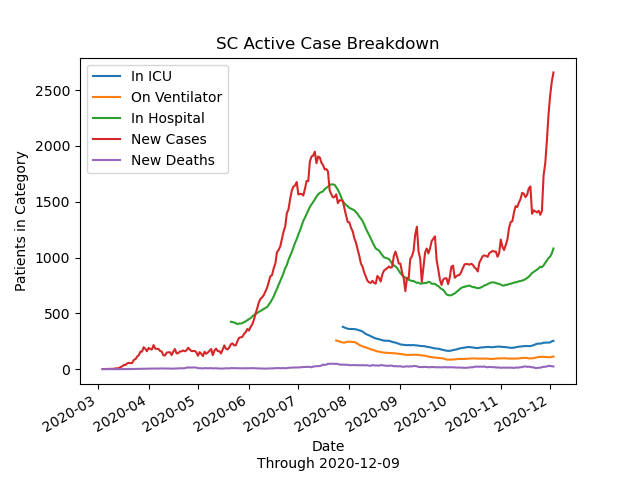 SC Active Case Breakdown
In ICU
On Ventilator
In Hospital
New Cases
New Deaths
Patients in Category
2500
2000
1500
1000
500
0
2020-03
2020-04
2020-05
2020-06
2020-07
2020-08
2020-09
2020-10
2020-11
2020-12
Date
Through 2020-12-09